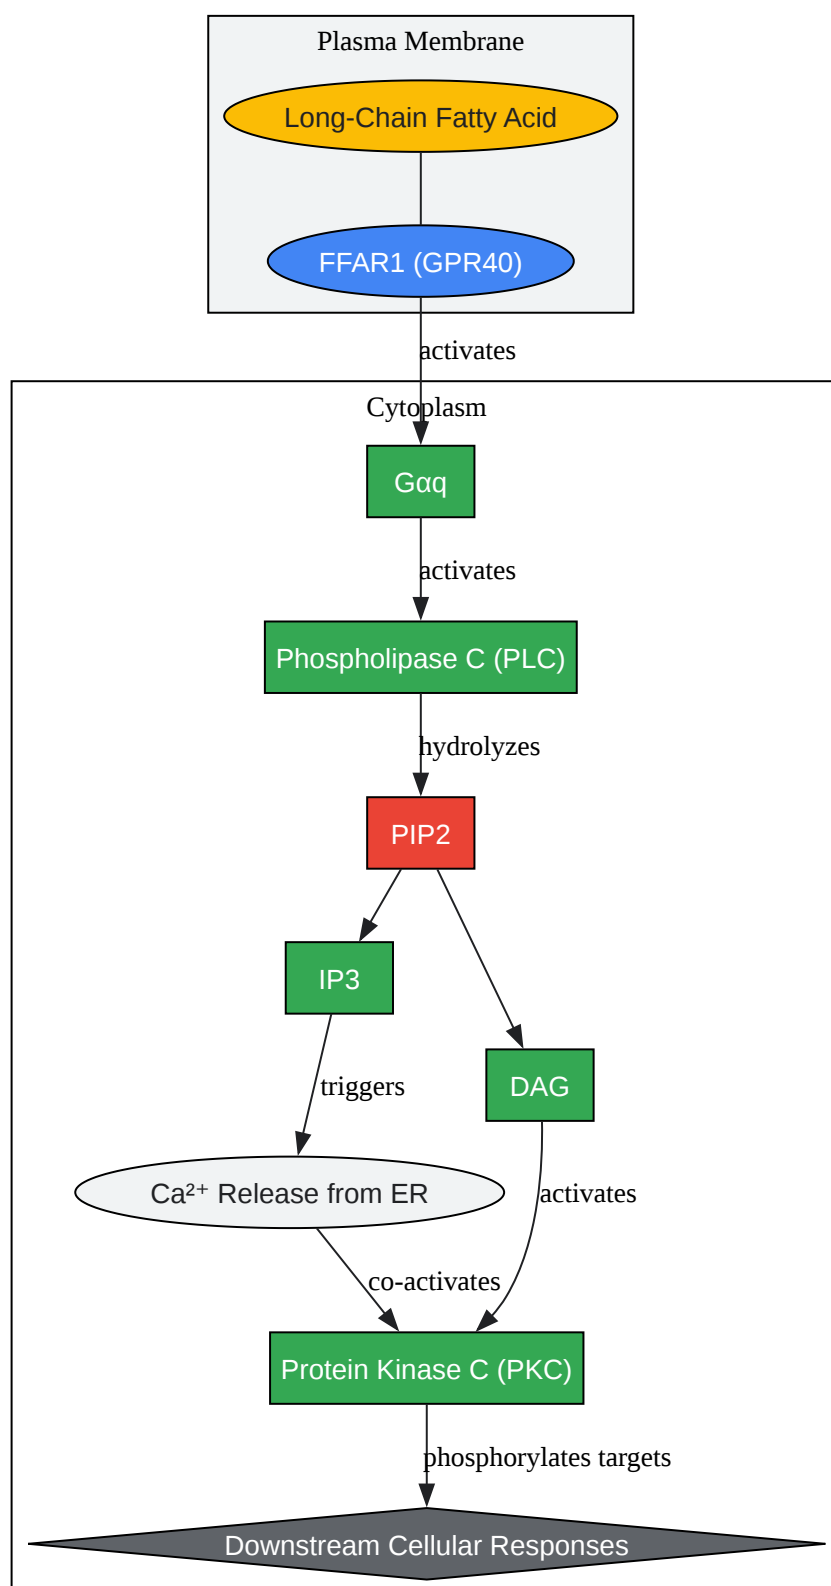 Plasma Membrane
Long-Chain Fatty Acid
FFAR1 (GPR40)
activates
Cytoplasm
Gαq
activates
Phospholipase C (PLC)
hydrolyzes
PIP2
IP3
DAG
triggers
Ca²⁺ Release from ER
activates
co-activates
Protein Kinase C (PKC)
phosphorylates targets
Downstream Cellular Responses